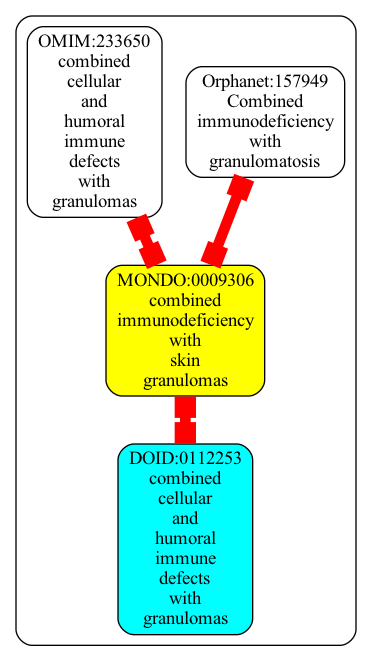 OMIM:233650
combined
cellular
and
humoral
immune
defects
with
granulomas
Orphanet:157949
Combined
immunodeficiency
with
granulomatosis
MONDO:0009306
combined
immunodeficiency
with
skin
granulomas
DOID:0112253
combined
cellular
and
humoral
immune
defects
with
granulomas